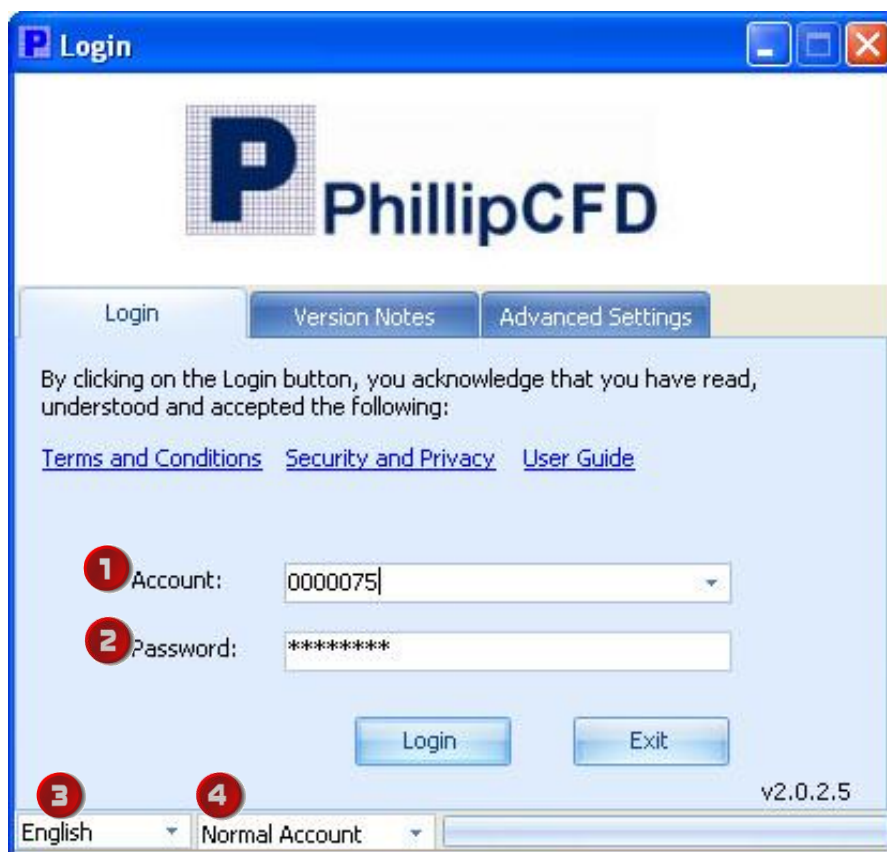 P Login
P PhillipCFD
Login Version Notes Advanced Settings
By clicking on the Login button, you acknowledge that you have read,
understood and accepted the following:
Terms and Conditions Security and Privacy User Guide
1 Account: 0000075
2 Password: ********
Login Exit
v2.0.2.5
3 4
English Normal Account